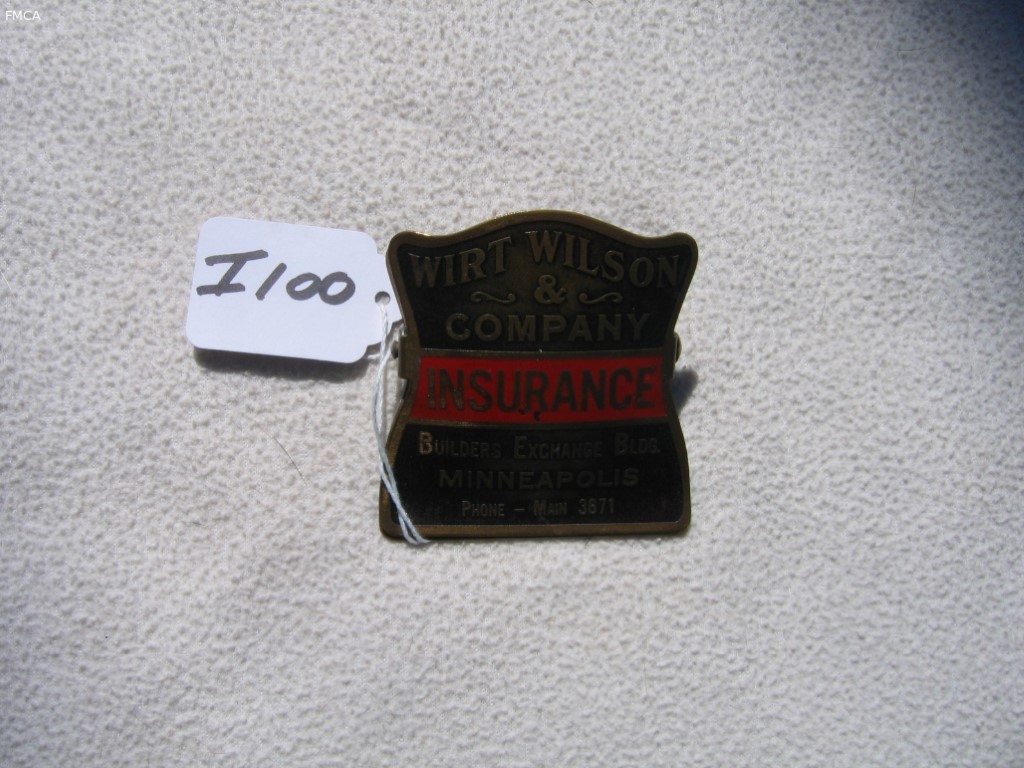 FMCA
I100
WIRT WILSON
&
COMPANY
INSURANCE
BUILDERS EXCHANGE BLDG.
MINNEAPOLIS
PHONE – MAIN 3671